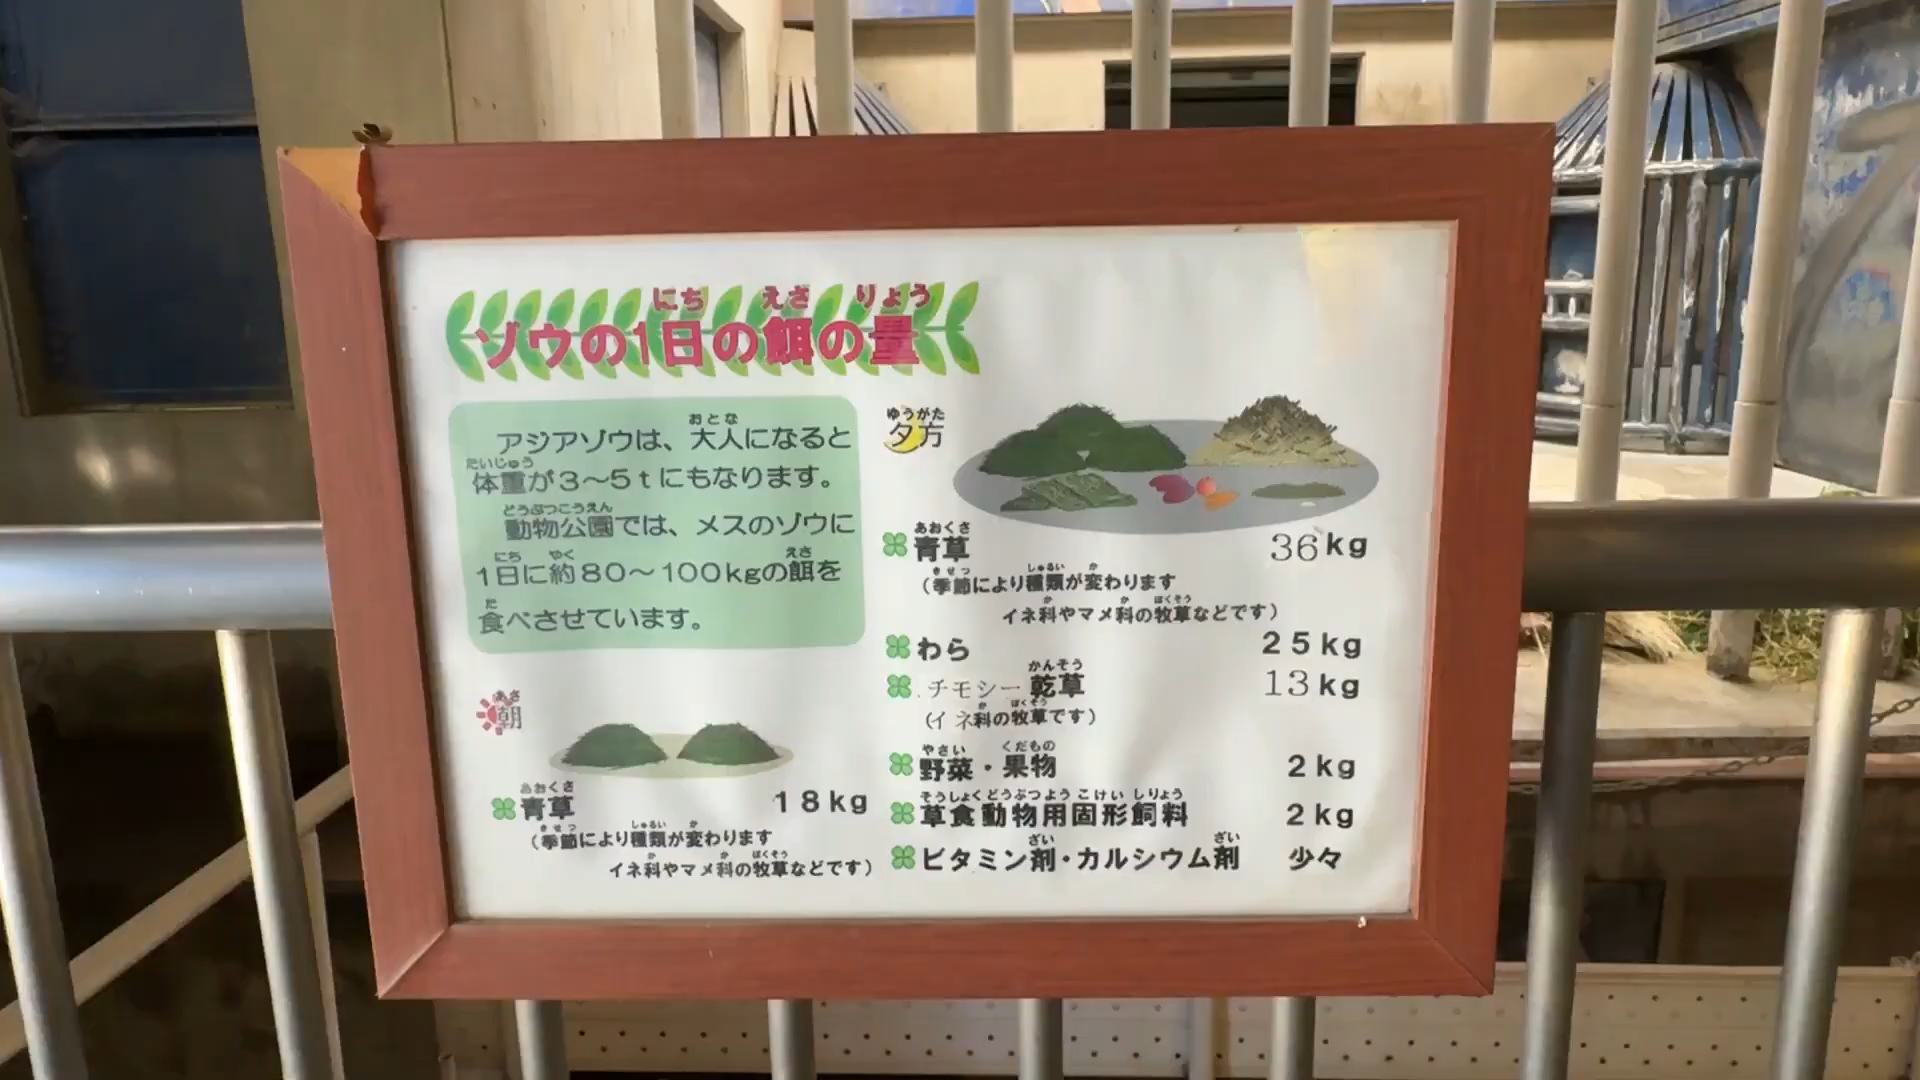 ゾウの1日の餌の量
にち えさ りょう
アジアゾウは、大人になると
おとな
体重が3～5tにもなります。
たいじゅう
動物公園では、メスのゾウに
どうぶつこうえん
1日に約80～100kgの餌を
にち やく えさ
食べさせています。
た
朝
あさ
青草 18kg
あおくさ
(季節により種類が変わります
きせつ しゅるい か
イネ科やマメ科の牧草などです)
か か ぼくそう
夕方
ゆうがた
青草 36kg
あおくさ
(季節により種類が変わります
きせつ しゅるい か
イネ科やマメ科の牧草などです)
か か ぼくそう
わら 25kg
チモシー乾草 13kg
かんそう
(イネ科の牧草です)
か ぼくそう
野菜・果物 2kg
やさい くだもの
草食動物用固形飼料 2kg
そうしょくどうぶつよう こけい しりょう
ビタミン剤・カルシウム剤 少々
ざい ざい